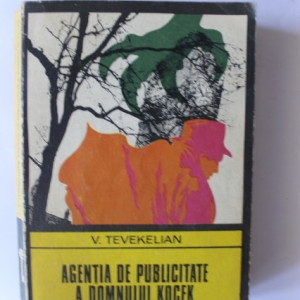 V. TEVEKELIAN
AGENTIA DE PUBLICITATE
A DOMNULUI KOCEK